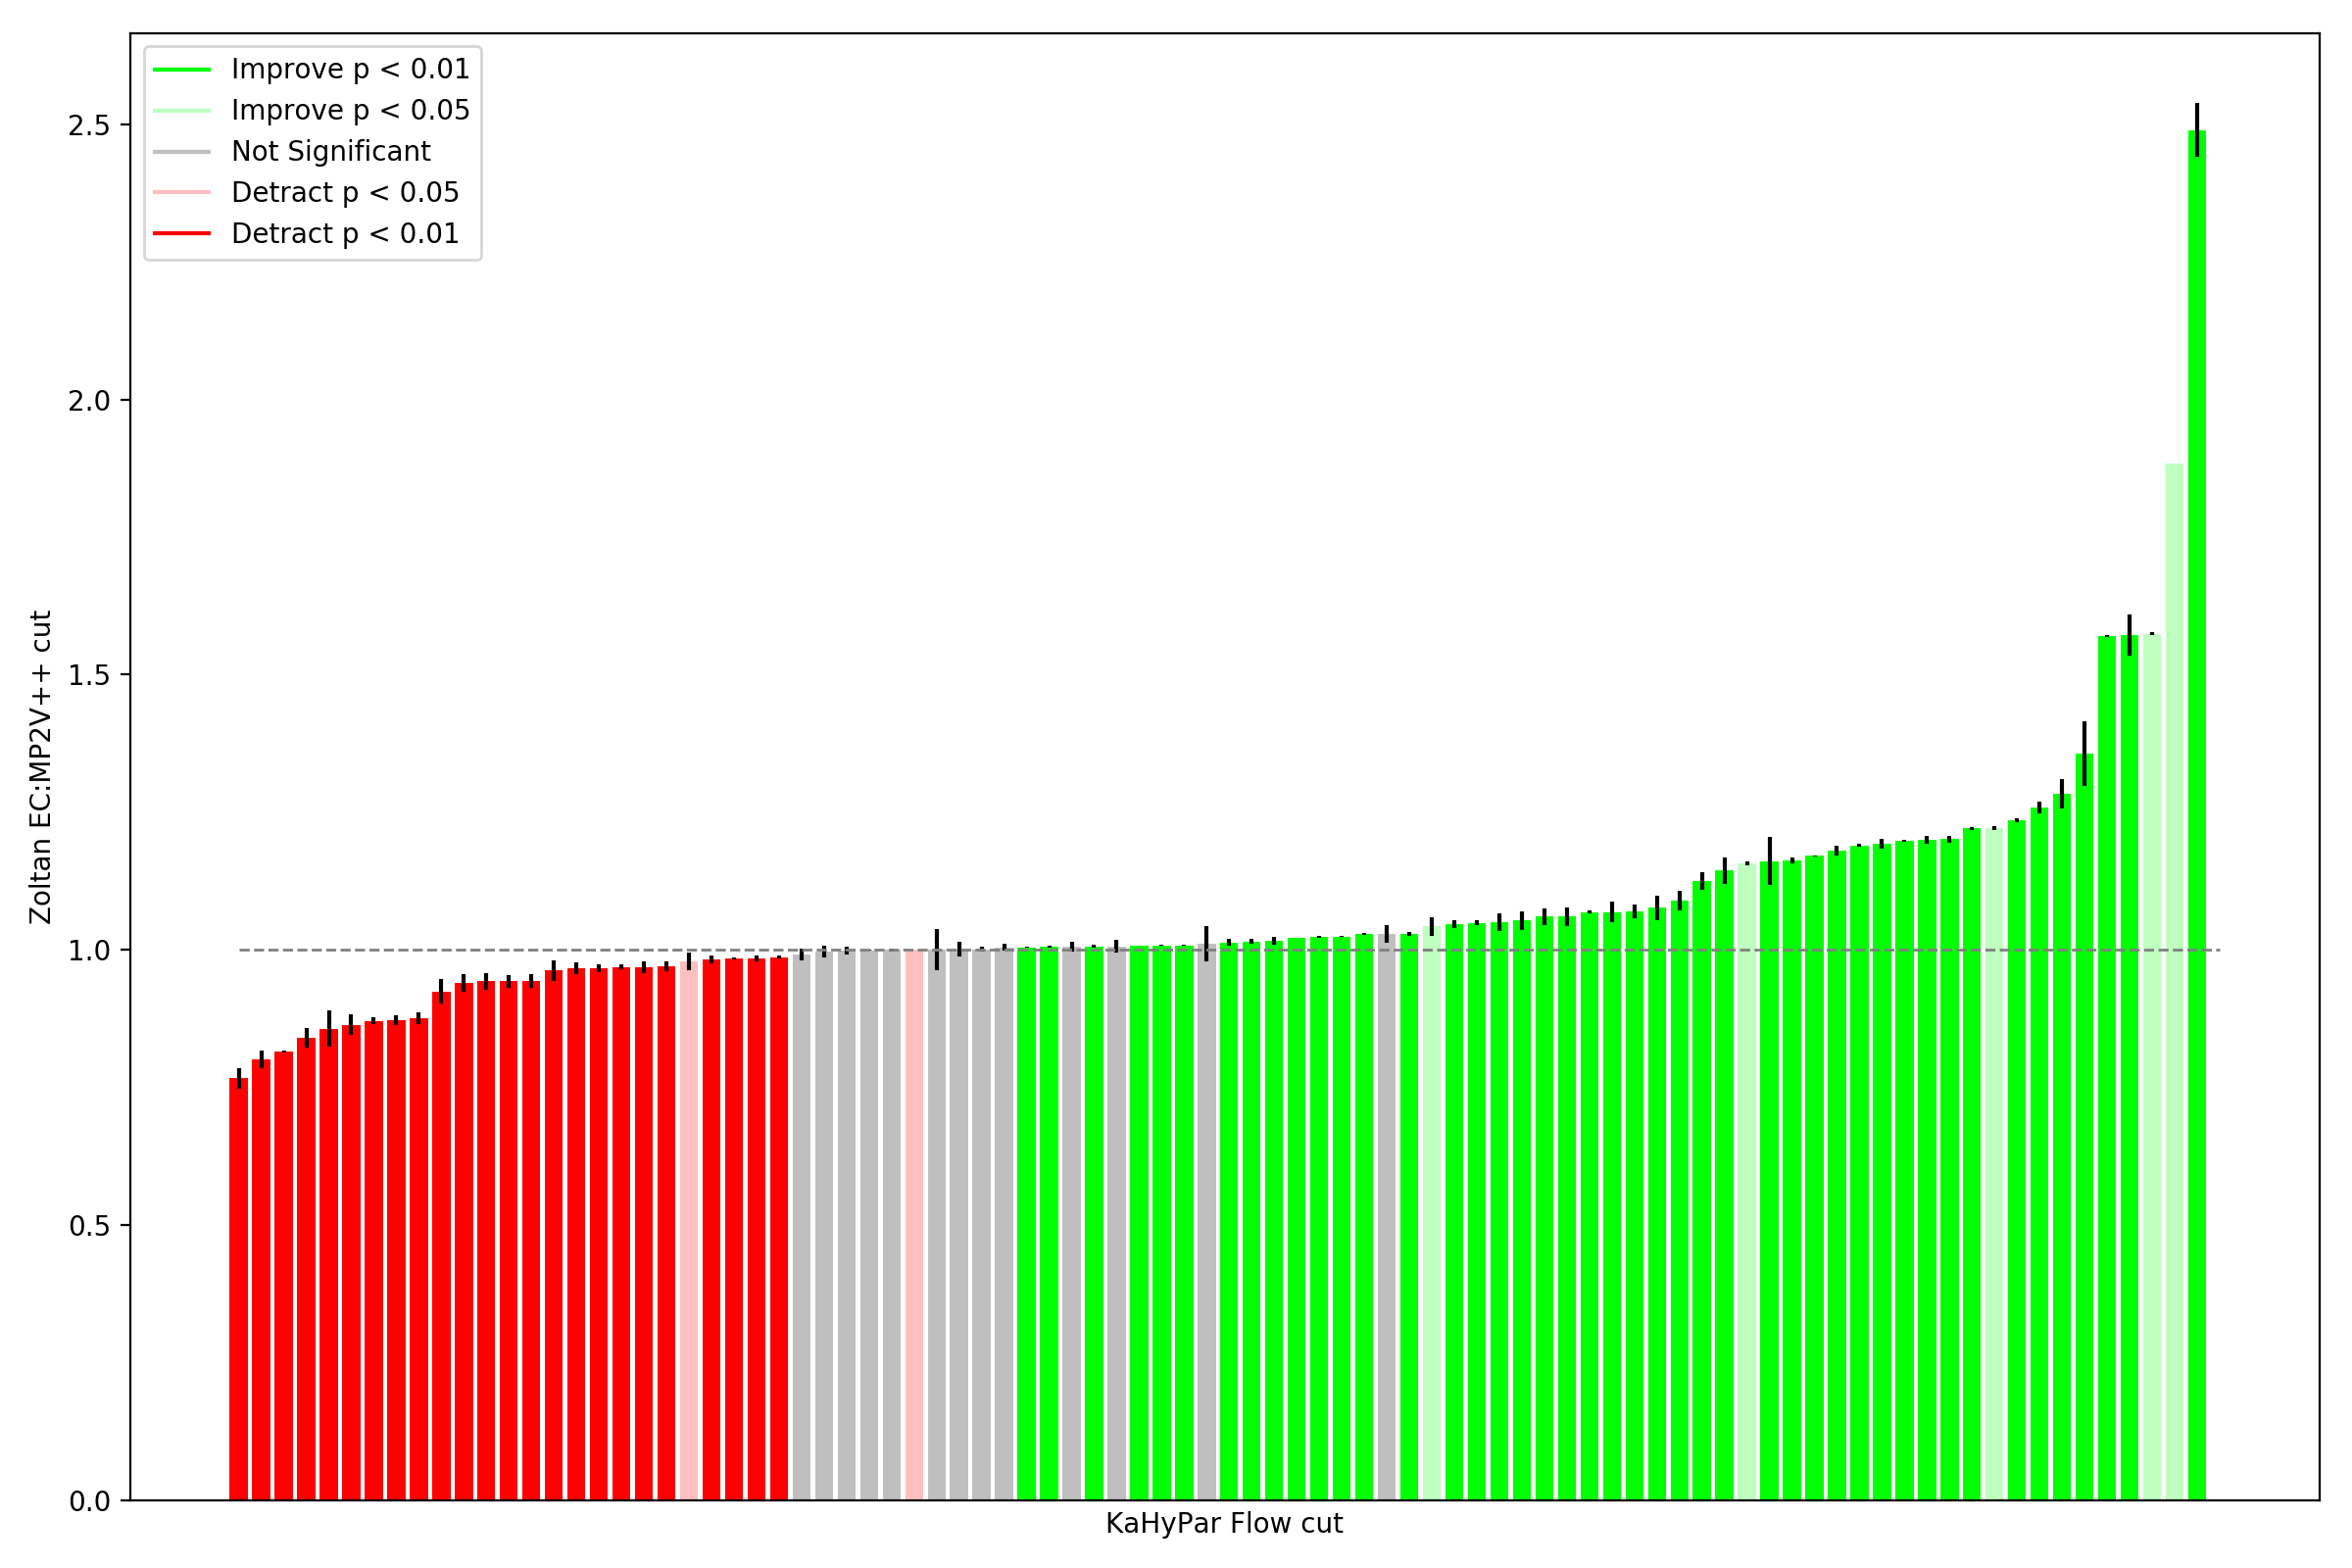 Improve p < 0.01
Improve p < 0.05
Not Significant
Detract p < 0.05
Detract p < 0.01
2.5
2.0
1.5
1.0
0.5
0.0
Zoltan EC:MP2V++ cut
KaHyPar Flow cut